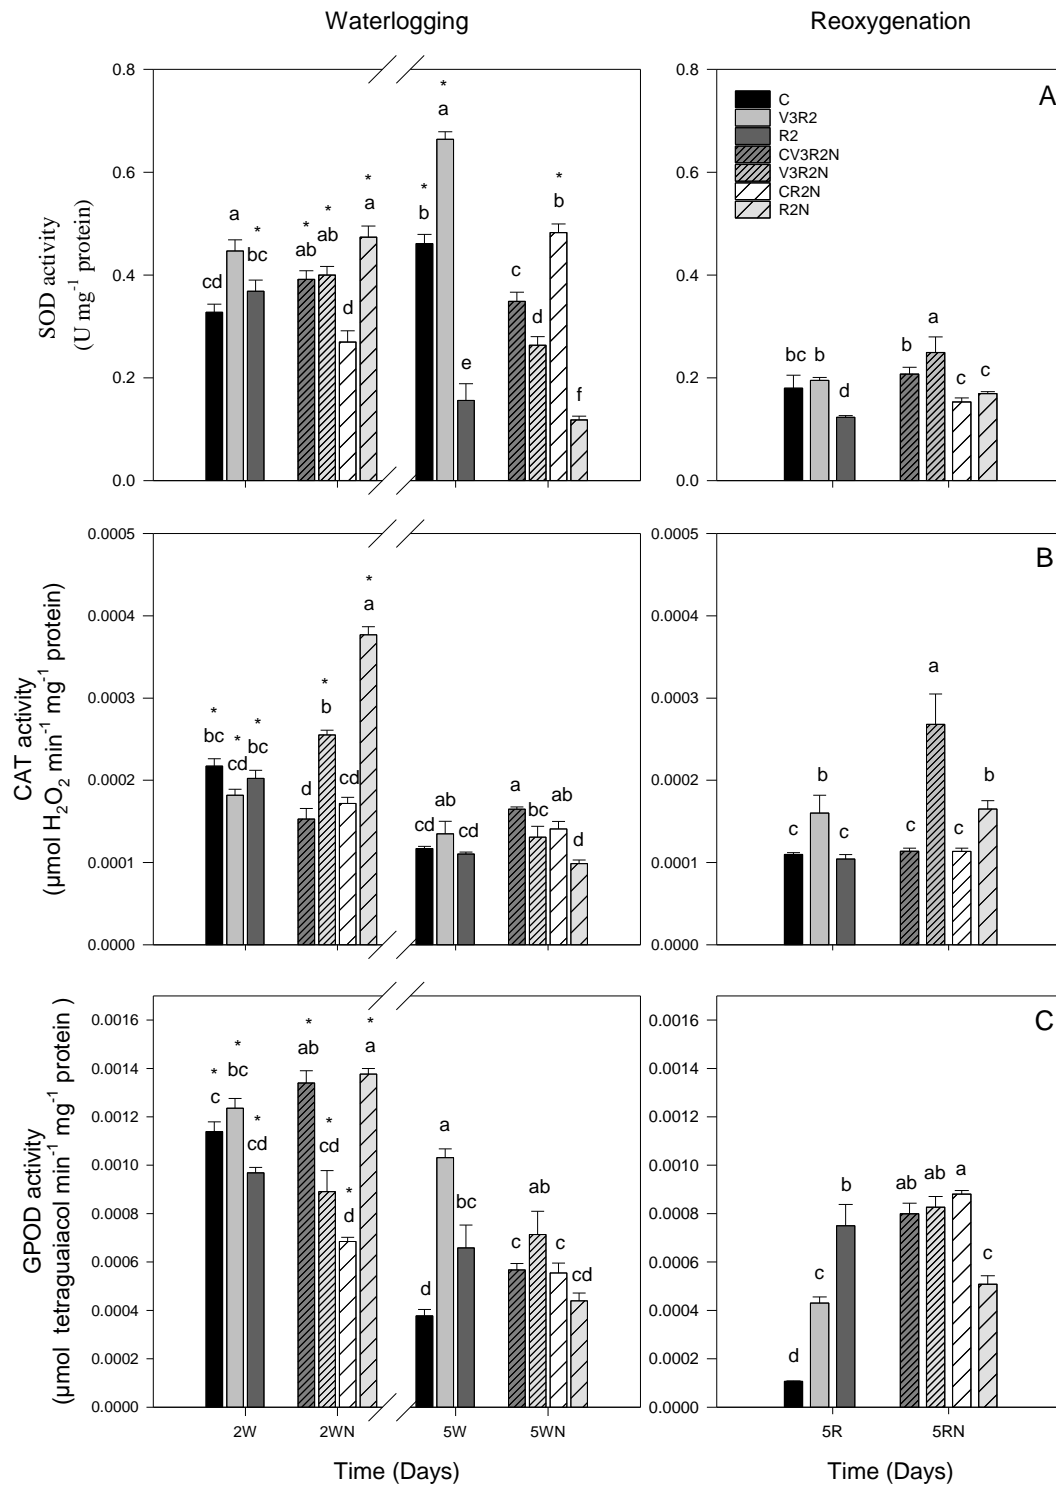 Waterlogging
Reoxygenation
A
SOD activity
(U mg-1 protein)
0.8
0.6
0.4
0.2
0.0
cd
a
*
bc
*
ab
*
ab
d
*
a
*
b
*
a
e
c
d
*
b
f
0.8
0.6
0.4
0.2
0.0
C
V3R2
R2
CV3R2N
V3R2N
CR2N
R2N
bc
b
d
b
a
c
c
B
CAT activity
(µmol H2O2 min-1 mg-1 protein)
0.0005
0.0004
0.0003
0.0002
0.0001
0.0000
*
bc
*
cd
*
bc
d
*
b
cd
*
a
cd
ab
cd
a
bc
ab
d
0.0005
0.0004
0.0003
0.0002
0.0001
0.0000
c
b
c
c
a
c
b
C
GPOD activity
(µmol tetraguaiacol min-1 mg-1 protein )
0.0016
0.0014
0.0012
0.0010
0.0008
0.0006
0.0004
0.0002
0.0000
*
c
*
bc
*
cd
*
ab
*
cd
*
d
*
a
d
a
bc
c
ab
c
cd
0.0016
0.0014
0.0012
0.0010
0.0008
0.0006
0.0004
0.0002
0.0000
d
c
b
ab
ab
a
c
2W 2WN 5W 5WN
5R 5RN
Time (Days)
Time (Days)